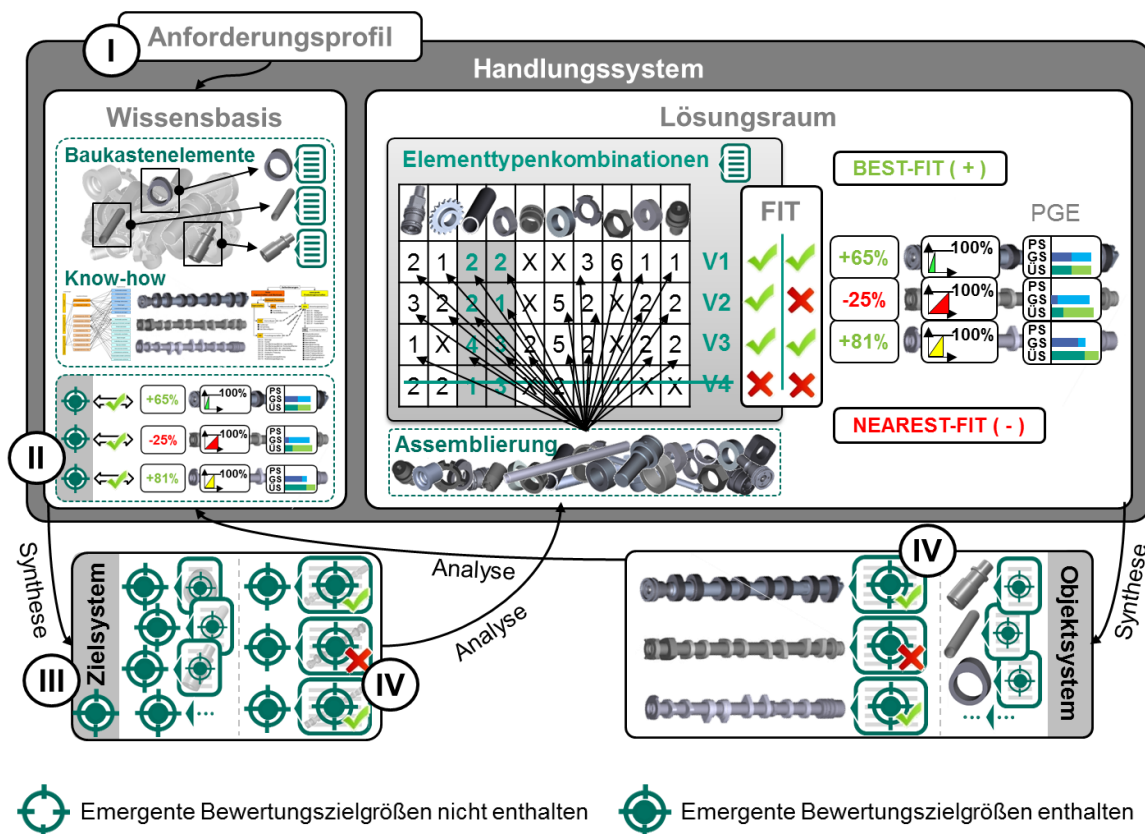 I
Anforderungsprofil
Handlungssystem
Wissensbasis
Baukastenelemente
Know-how
+65%
100%
PS
GS
ÜS
-25%
100%
PS
GS
ÜS
+81%
100%
PS
GS
ÜS
II
Lösungsraum
Elementtypenkombinationen
FIT
2 1 2 2 X X 3 6 1 1 V1
3 2 2 1 X 5 2 X 2 2 V2
1 X 4 3 2 5 2 X 2 2 V3
2 2 1 3 X 2 1 X X V4
Assemblierung
BEST-FIT ( + )
PGE
+65%
100%
PS
GS
ÜS
-25%
100%
PS
GS
ÜS
+81%
100%
PS
GS
ÜS
NEAREST-FIT ( - )
Synthese
Analyse
Analyse
Synthese
III
Zielsystem
IV
IV
Objektsystem
Emergente Bewertungszielgrößen nicht enthalten
Emergente Bewertungszielgrößen enthalten